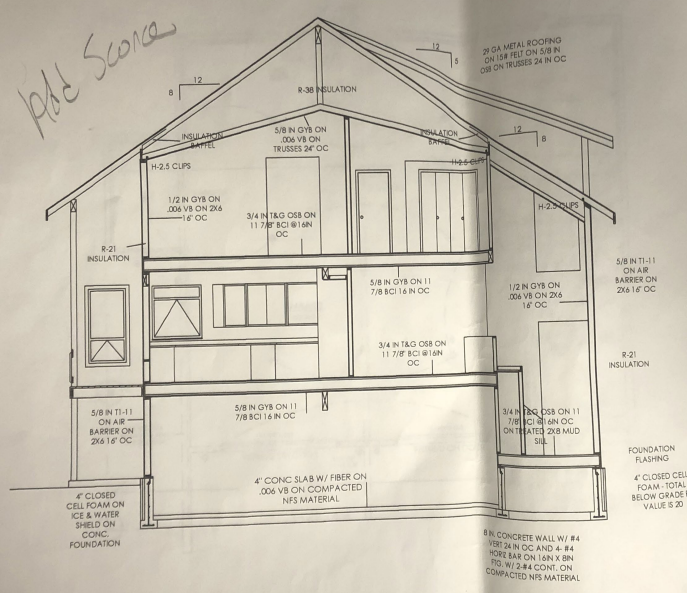 Add Sconce
12
5
29 GA METAL ROOFING
ON 15# FELT ON 5/8 IN
OSB ON TRUSSES 24 IN OC
12
8
R-38 INSULATION
12
8
INSULATION
BAFFEL
5/8 IN GYB ON
.006 VB ON
TRUSSES 24" OC
INSULATION
BAFFEL
H-2.5 CLIPS
H-2.5 CLIPS
1/2 IN GYB ON
.006 VB ON 2X6
16" OC
3/4 IN T&G OSB ON
11 7/8" BCI @16IN
OC
H-2.5 CLIPS
R-21
INSULATION
5/8 IN GYB ON 11
7/8 BCI 16 IN OC
1/2 IN GYB ON
.006 VB ON 2X6
16" OC
5/8 IN T1-11
ON AIR
BARRIER ON
2X6 16" OC
3/4 IN T&G OSB ON
11 7/8" BCI @16IN
OC
R-21
INSULATION
5/8 IN T1-11
ON AIR
BARRIER ON
2X6 16" OC
5/8 IN GYB ON 11
7/8 BCI 16 IN OC
3/4 IN T&G OSB ON 11
7/8" BCI @16IN OC
ON TREATED 2X8 MUD
SILL
FOUNDATION
FLASHING
4" CLOSED
CELL FOAM ON
ICE & WATER
SHIELD ON
CONC.
FOUNDATION
4" CONC SLAB W/ FIBER ON
.006 VB ON COMPACTED
NFS MATERIAL
4" CLOSED CELL
FOAM - TOTAL
BELOW GRADE
VALUE IS 20
8 IN. CONCRETE WALL W/ #4
VERT 24 IN OC AND 4- #4
HORIZ BAR ON 16IN X 8IN
FTG. W/ 2-#4 CONT. ON
COMPACTED NFS MATERIAL